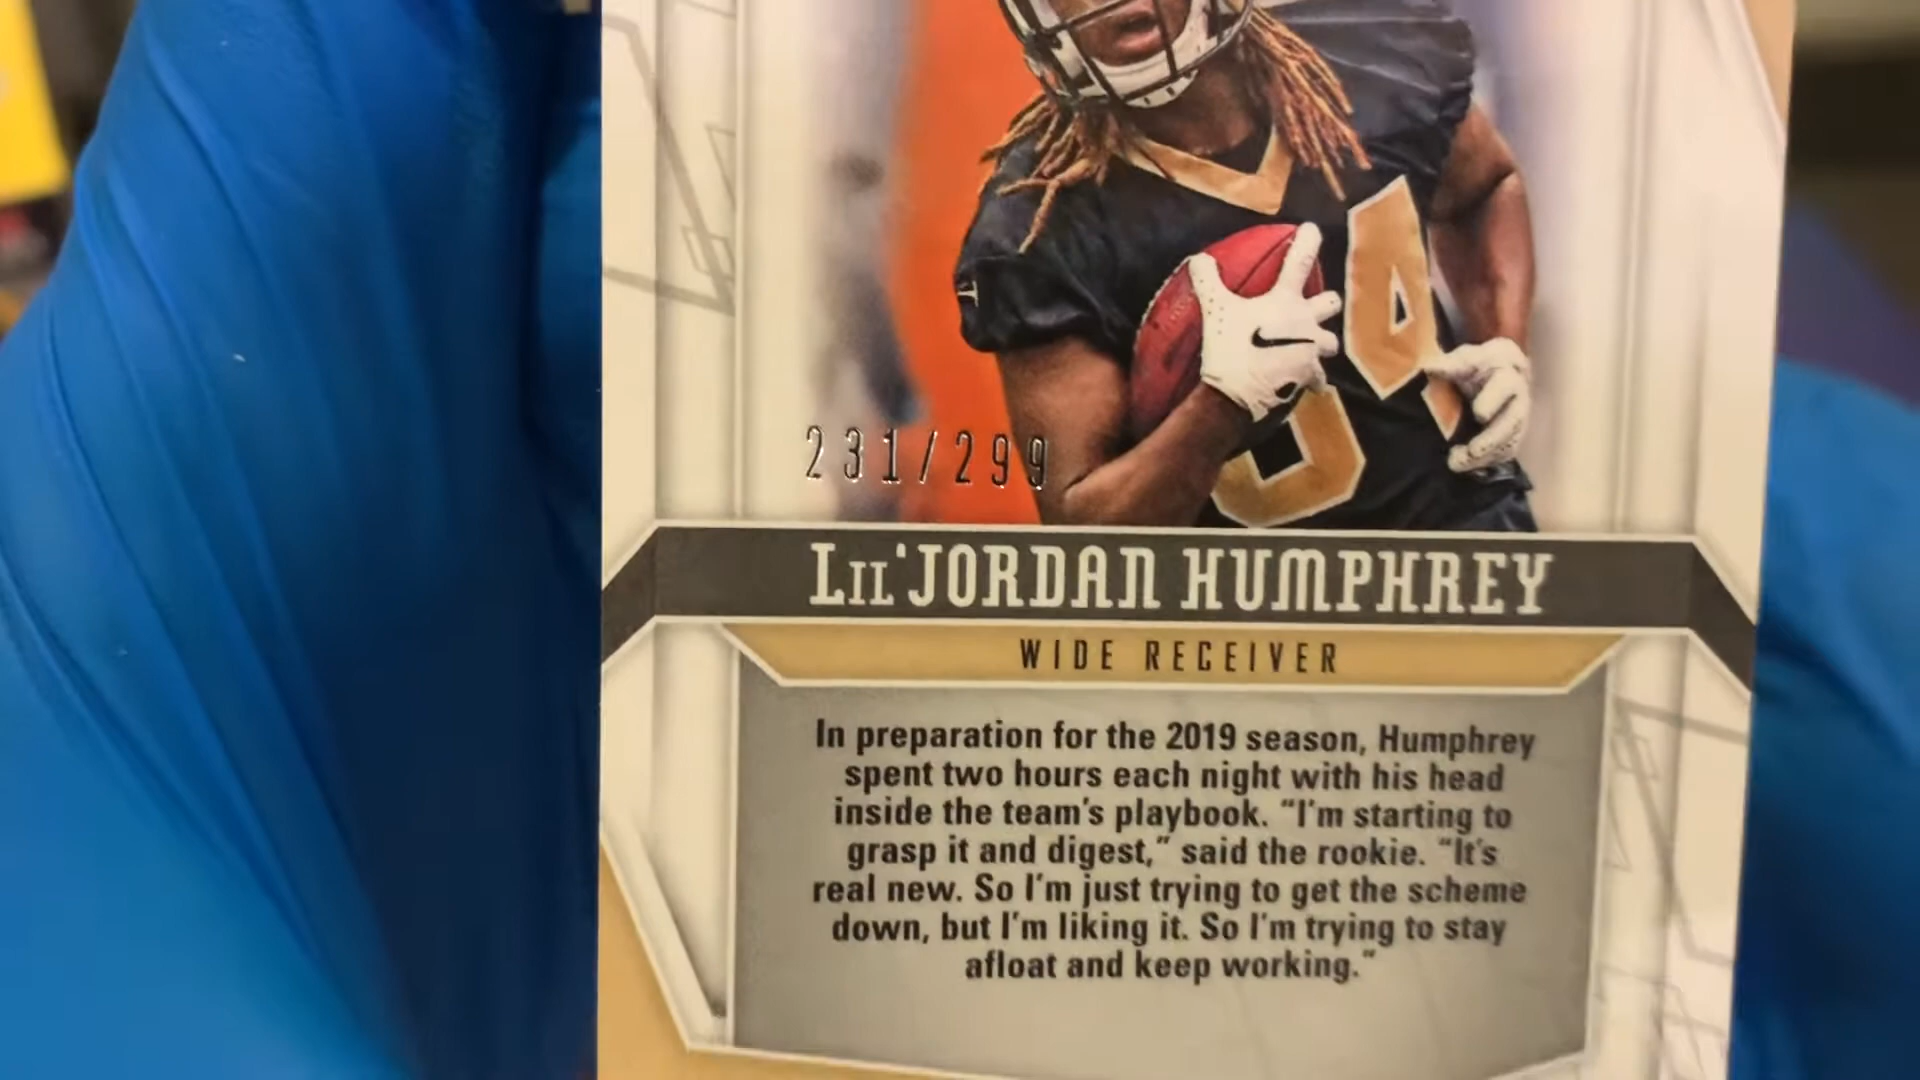 84
231/299
Lil'Jordan Humphrey
WIDE RECEIVER
In preparation for the 2019 season, Humphrey
spent two hours each night with his head
inside the team's playbook. “I'm starting to
grasp it and digest,” said the rookie. “It's
real new. So I'm just trying to get the scheme
down, but I'm liking it. So I'm trying to stay
afloat and keep working.”